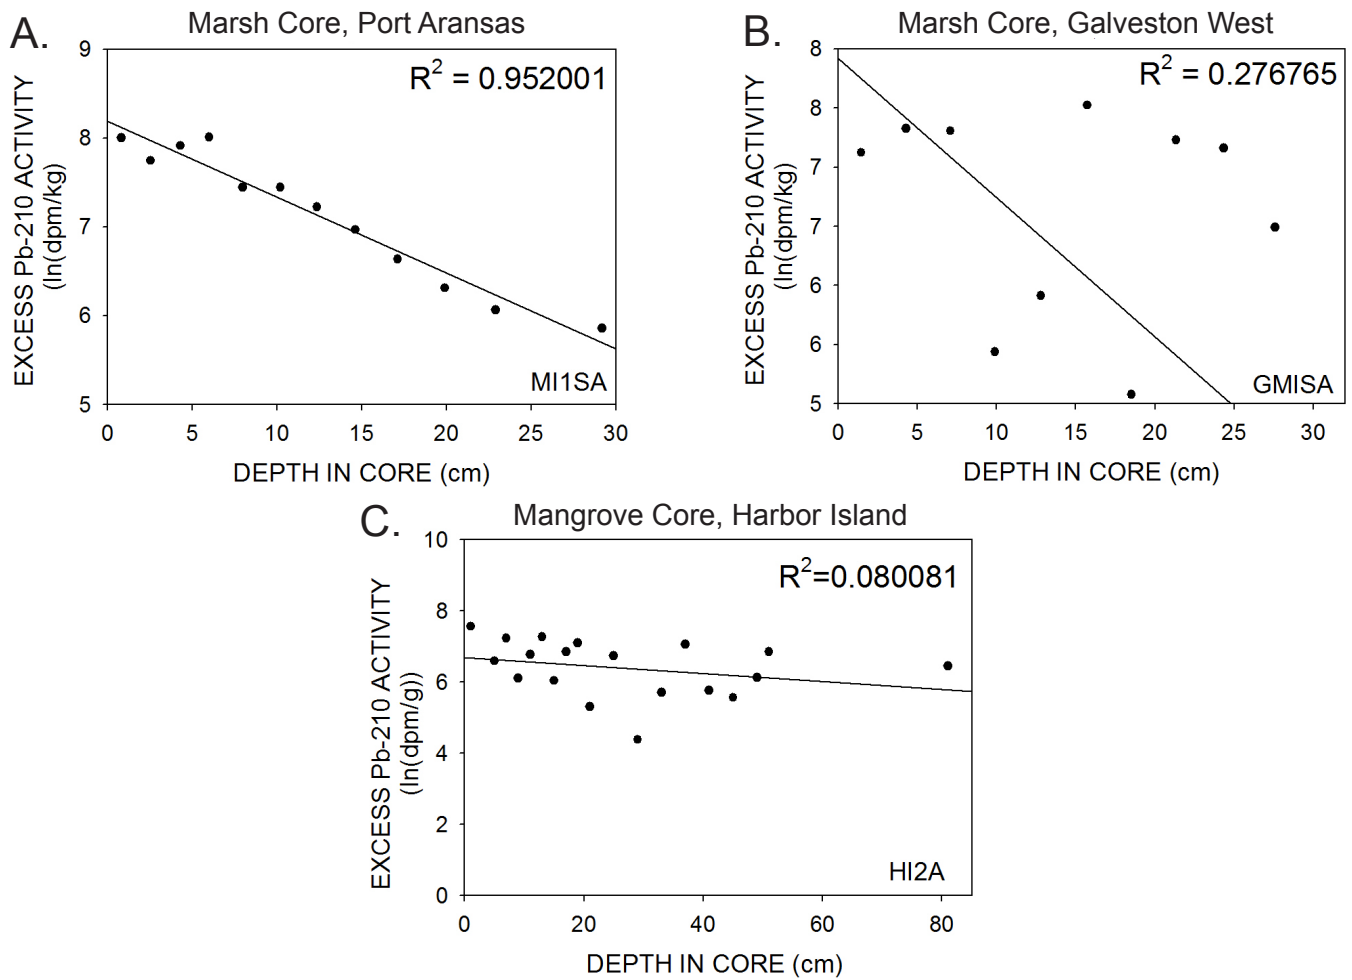 A.
Marsh Core, Port Aransas
EXCESS Pb-210 ACTIVITY
(ln(dpm/kg)
9
8
7
6
5
R² = 0.952001
MI1SA
0 5 10 15 20 25 30
DEPTH IN CORE (cm)
B.
Marsh Core, Galveston West
EXCESS Pb-210 ACTIVITY
(ln(dpm/kg)
8
8
7
7
6
6
5
R² = 0.276765
GMISA
0 5 10 15 20 25 30
DEPTH IN CORE (cm)
C.
Mangrove Core, Harbor Island
EXCESS Pb-210 ACTIVITY
(ln(dpm/g))
10
8
6
4
2
0
R²=0.080081
HI2A
0 20 40 60 80
DEPTH IN CORE (cm)